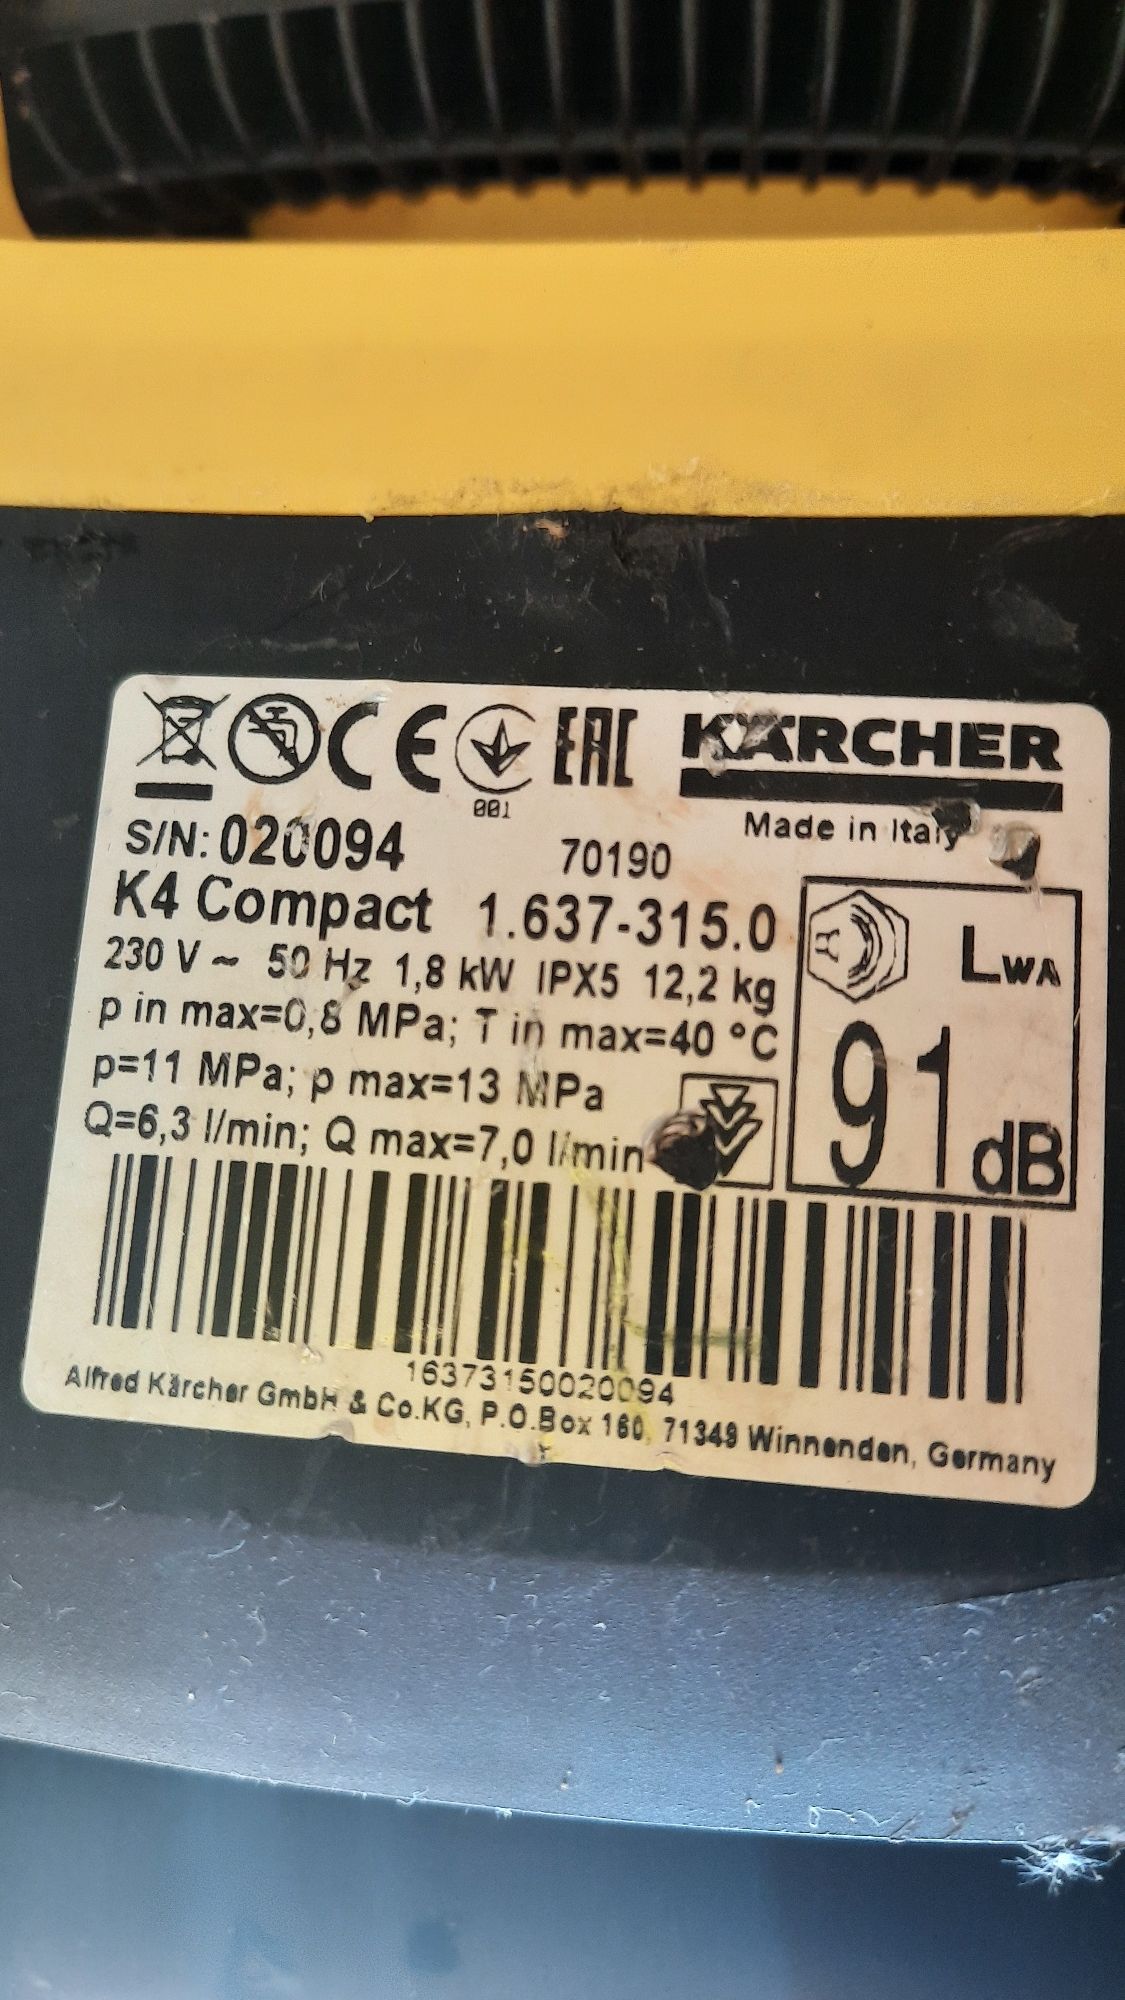 CE 001 EAC KÄRCHER
Made in Italy
S/N: 020094 70190
K4 Compact 1.637-315.0
230 V ~ 50 Hz 1,8 kW IPX5 12,2 kg
p in max=0,8 MPa; T in max=40 °C
p=11 MPa; p max=13 MPa
Q=6,3 l/min; Q max=7,0 l/min
LWA
91 dB
16373150020094
Alfred Kärcher GmbH & Co.KG, P.O.Box 160, 71349 Winnenden, Germany